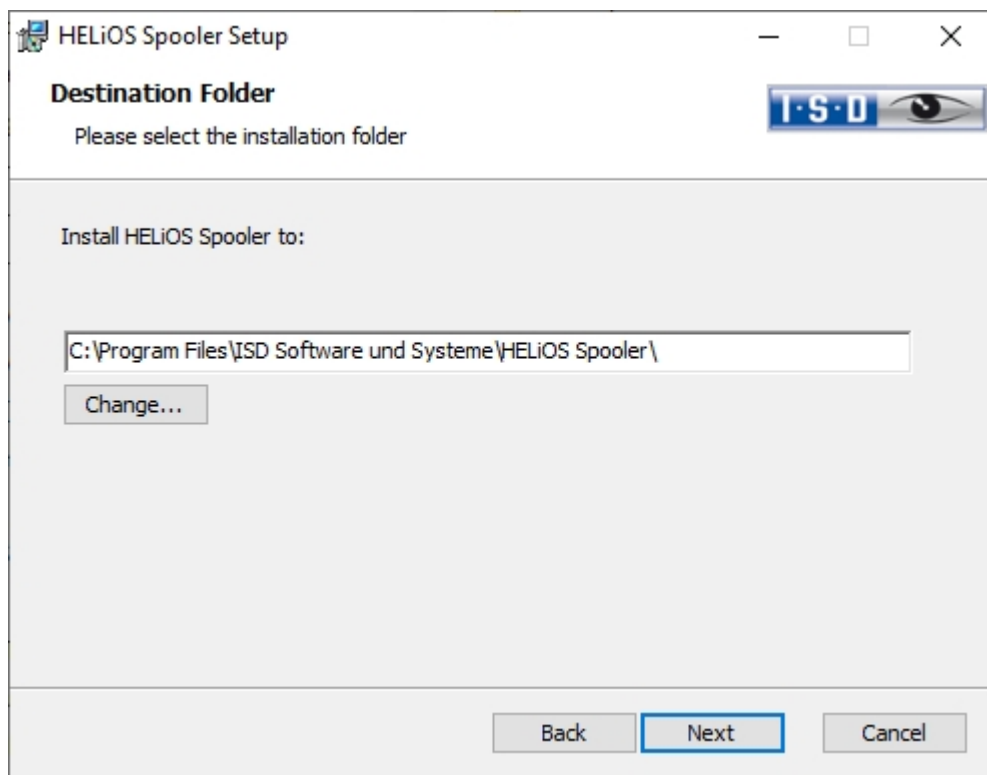 HELiOS Spooler Setup
Destination Folder
I·S·D
Please select the installation folder
Install HELiOS Spooler to:
C:\Program Files\ISD Software und Systeme\HELiOS Spooler\
Change...
Back Next Cancel